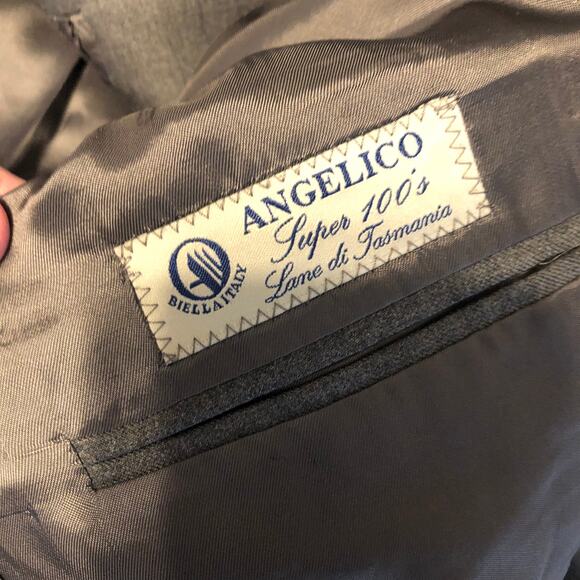 ANGELICO
Super 100's
Lane di Tasmania
BIELLA ITALY